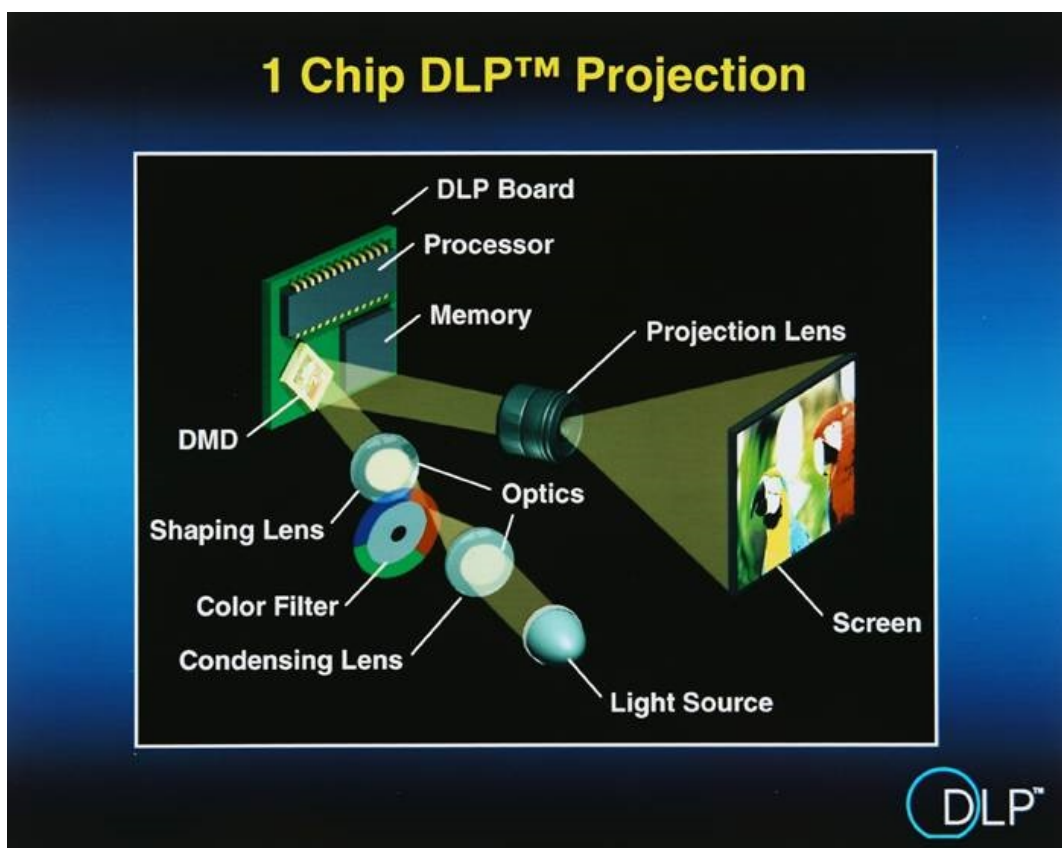 1 Chip DLP™ Projection
DLP Board
Processor
Memory
Projection Lens
DMD
Optics
Shaping Lens
Color Filter
Condensing Lens
Screen
Light Source
DLP™